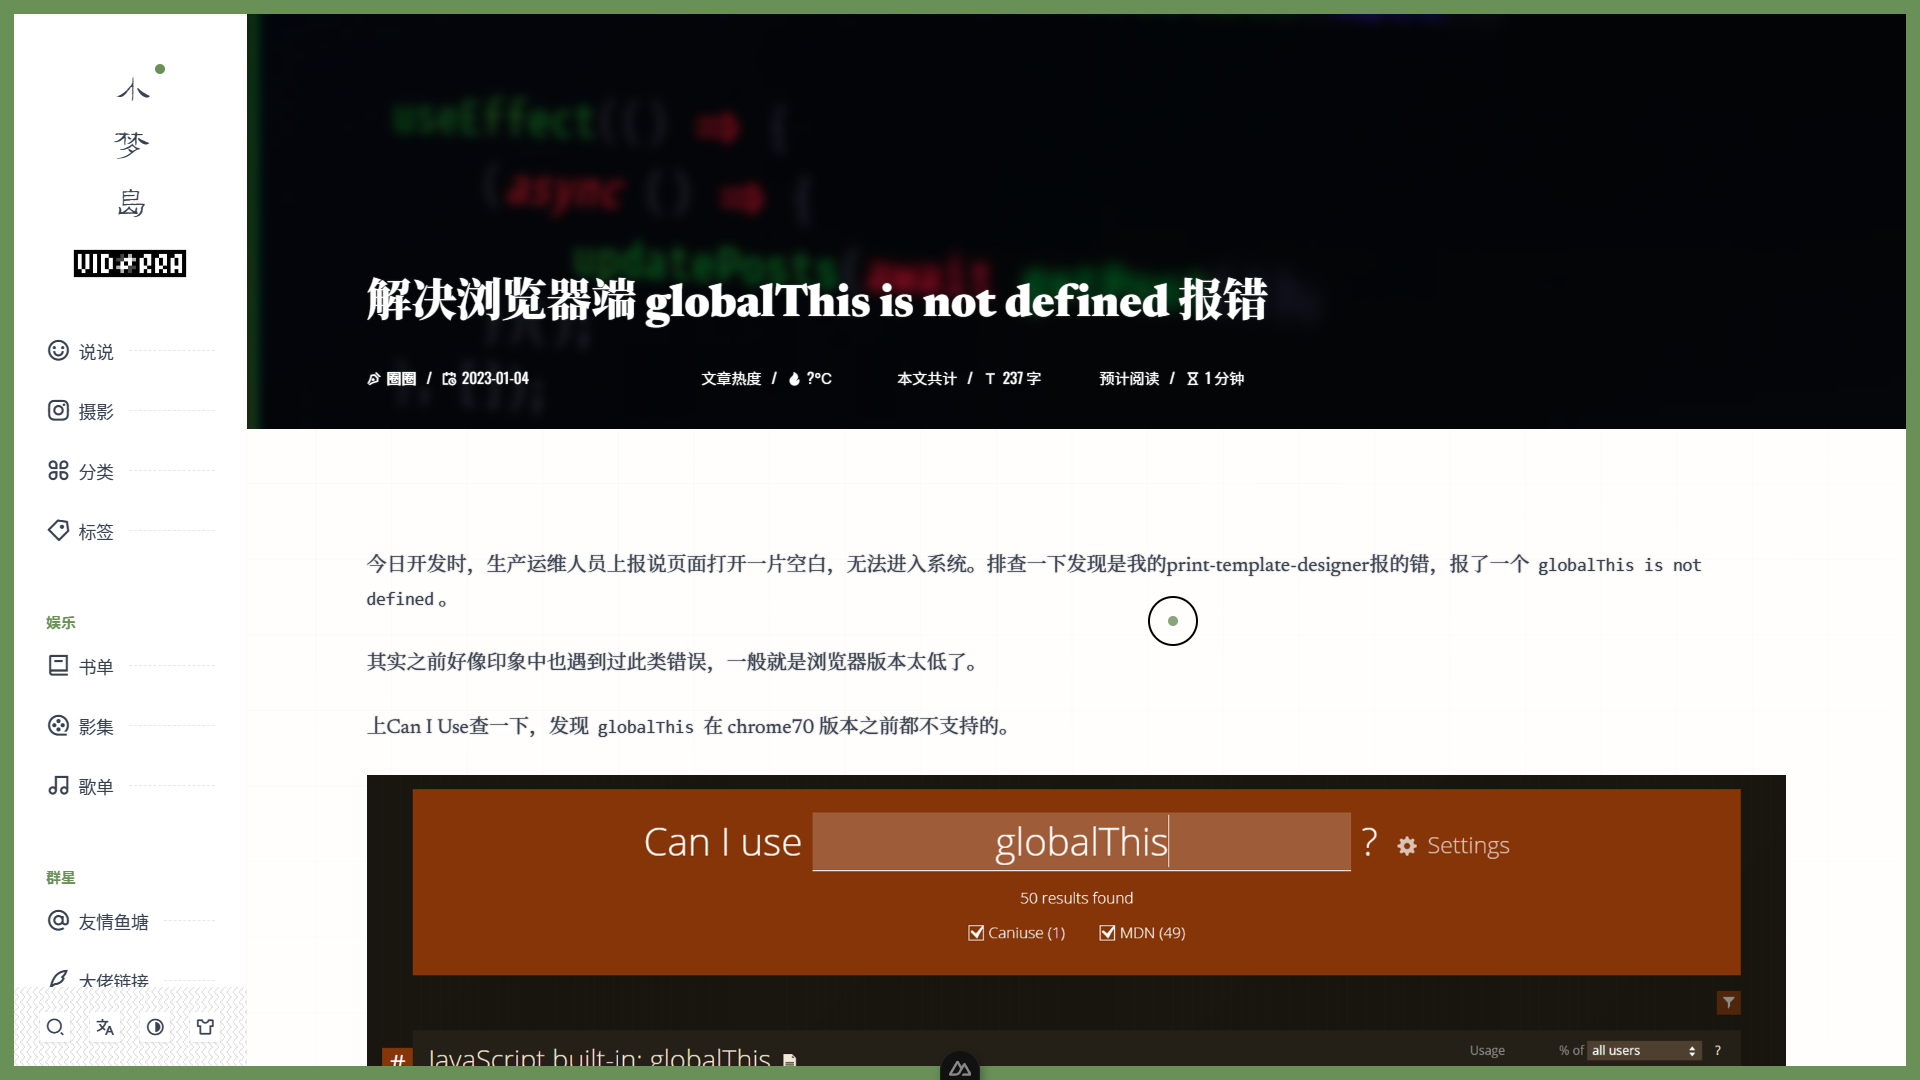 木
梦
島
VID#RRA
说说
摄影
分类
标签
娱乐
书单
影集
歌单
群星
友情鱼塘
大佬链接
useEffect(() => {
(async () => {
updatePosts(await
解决浏览器端 globalThis is not defined 报错
圈圈 / 2023-01-04
文章热度 / ?°C
本文共计 / 237 字
预计阅读 / 1 分钟
今日开发时，生产运维人员上报说页面打开一片空白，无法进入系统。排查一下发现是我的print-template-designer报的错，报了一个 globalThis is not
defined 。
其实之前好像印象中也遇到过此类错误，一般就是浏览器版本太低了。
上Can I Use查一下，发现 globalThis 在 chrome70 版本之前都不支持的。
Can I use globalThis ? Settings
50 results found
Caniuse (1) MDN (49)
# JavaScript built-in: globalThis
Usage % of all users ?